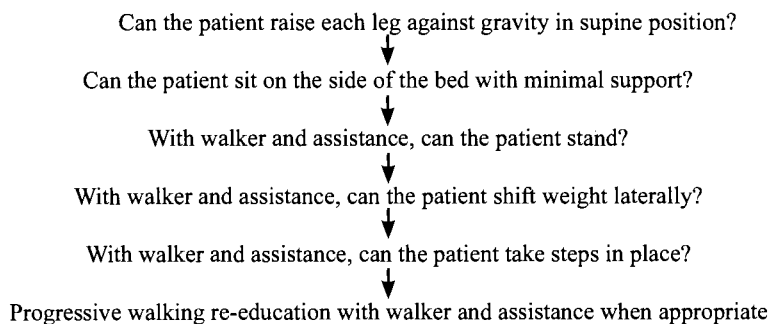 Can the patient raise each leg against gravity in supine position?
Can the patient sit on the side of the bed with minimal support?
With walker and assistance, can the patient stand?
With walker and assistance, can the patient shift weight laterally?
With walker and assistance, can the patient take steps in place?
Progressive walking re-education with walker and assistance when appropriate